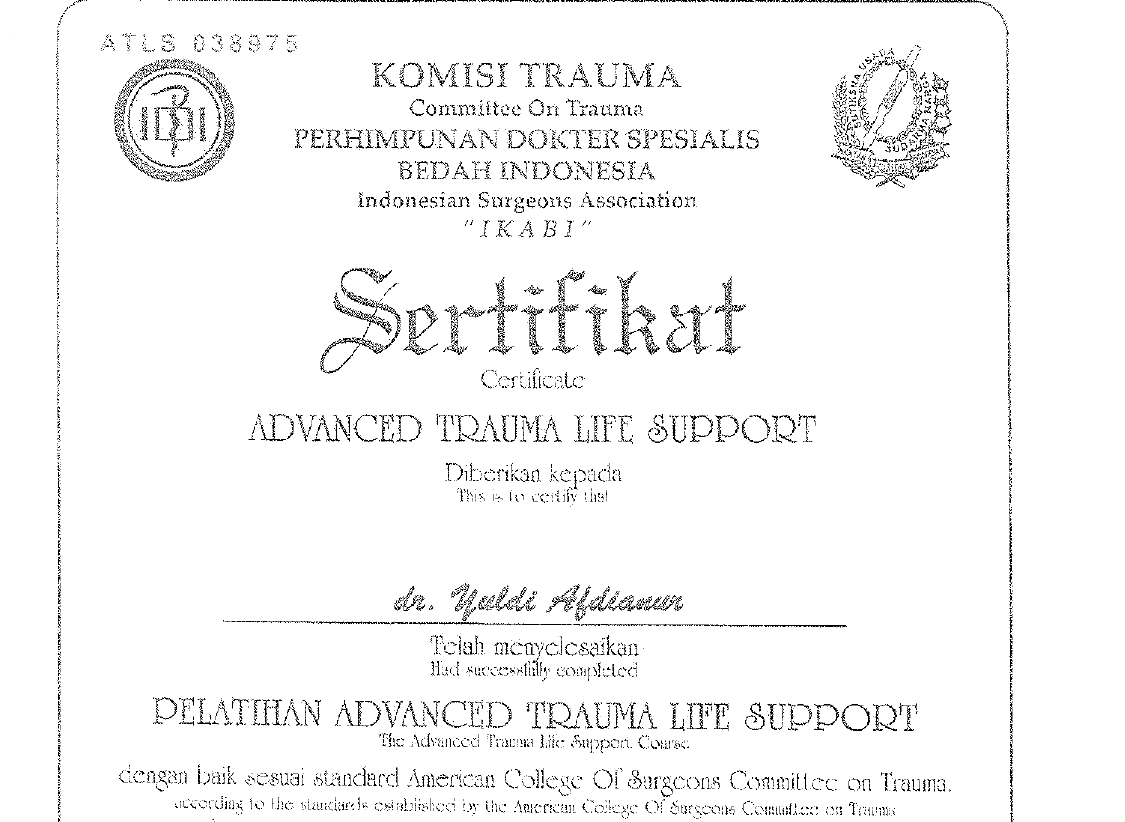 ATLS 038975
KOMISI TRAUMA
Committee On Trauma
PERHIMPUNAN DOKTER SPESIALIS
BEDAH INDONESIA
Indonesian Surgeons Association
"IKABI"
IDI
Sertifikat
Certificate
ADVANCED TRAUMA LIFE SUPPORT
Diberikan kepada
This is to certify that
dr. Yuldi Afdianur
Telah menyelesaikan
Had successfully completed
PELATIHAN ADVANCED TRAUMA LIFE SUPPORT
The Advanced Trauma Life Support Course
dengan baik sesuai standard American College Of Surgeons Committee on Trauma.
according to the standards established by the American College Of Surgeons Committee on Trauma